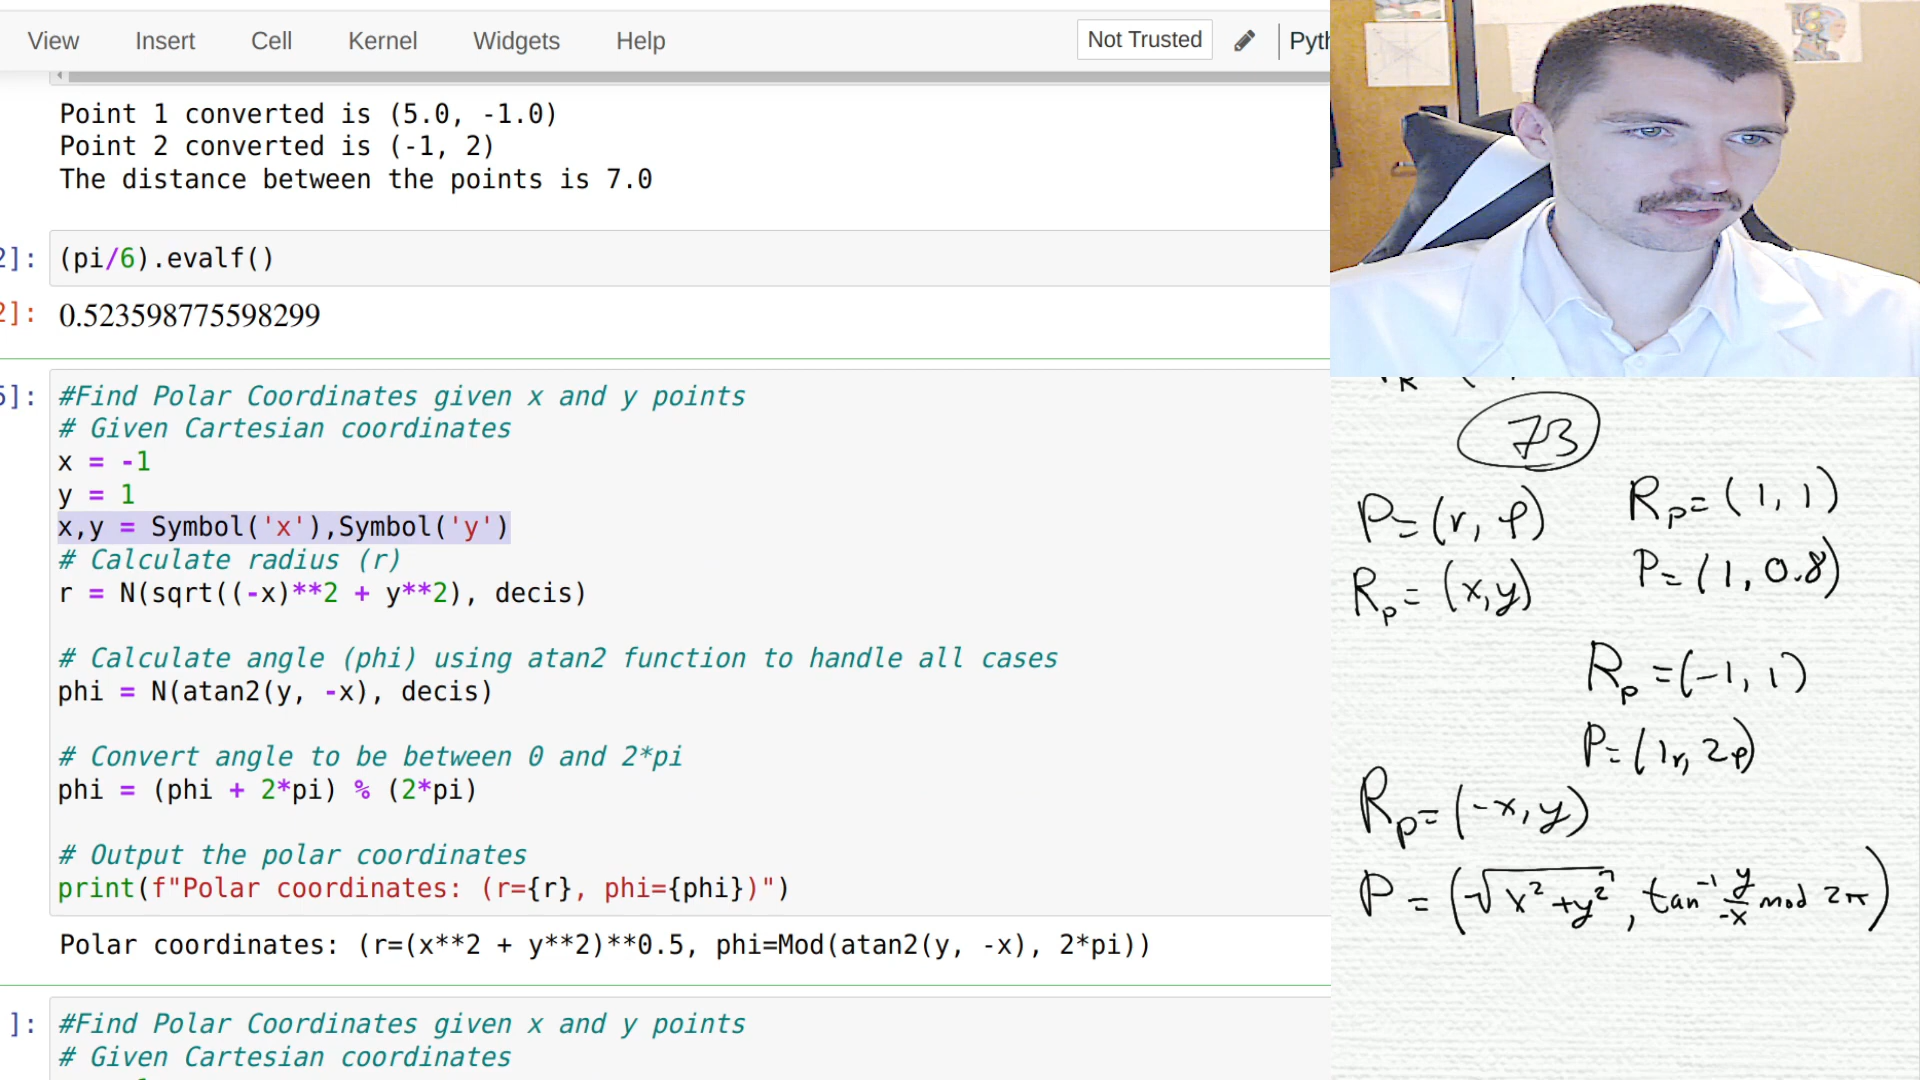 View Insert Cell Kernel Widgets Help Not Trusted
Point 1 converted is (5.0, -1.0)
Point 2 converted is (-1, 2)
The distance between the points is 7.0
2]: (pi/6).evalf()
2]: 0.523598775598299
5]: #Find Polar Coordinates given x and y points
# Given Cartesian coordinates
x = -1
y = 1
x,y = Symbol('x'),Symbol('y')
# Calculate radius (r)
r = N(sqrt((-x)**2 + y**2), decis)
# Calculate angle (phi) using atan2 function to handle all cases
phi = N(atan2(y, -x), decis)
# Convert angle to be between 0 and 2*pi
phi = (phi + 2*pi) % (2*pi)
# Output the polar coordinates
print(f"Polar coordinates: (r={r}, phi={phi})")
Polar coordinates: (r=(x**2 + y**2)**0.5, phi=Mod(atan2(y, -x), 2*pi))
]: #Find Polar Coordinates given x and y points
# Given Cartesian coordinates
73
P=(r, φ)
Rp=(x,y)
Rp=(1,1)
P=(1,0.8)
Rp=(-1,1)
P=(1r, 2φ)
Rp=(-x,y)
P=(√x²+y², tan⁻¹ y/-x mod 2π)